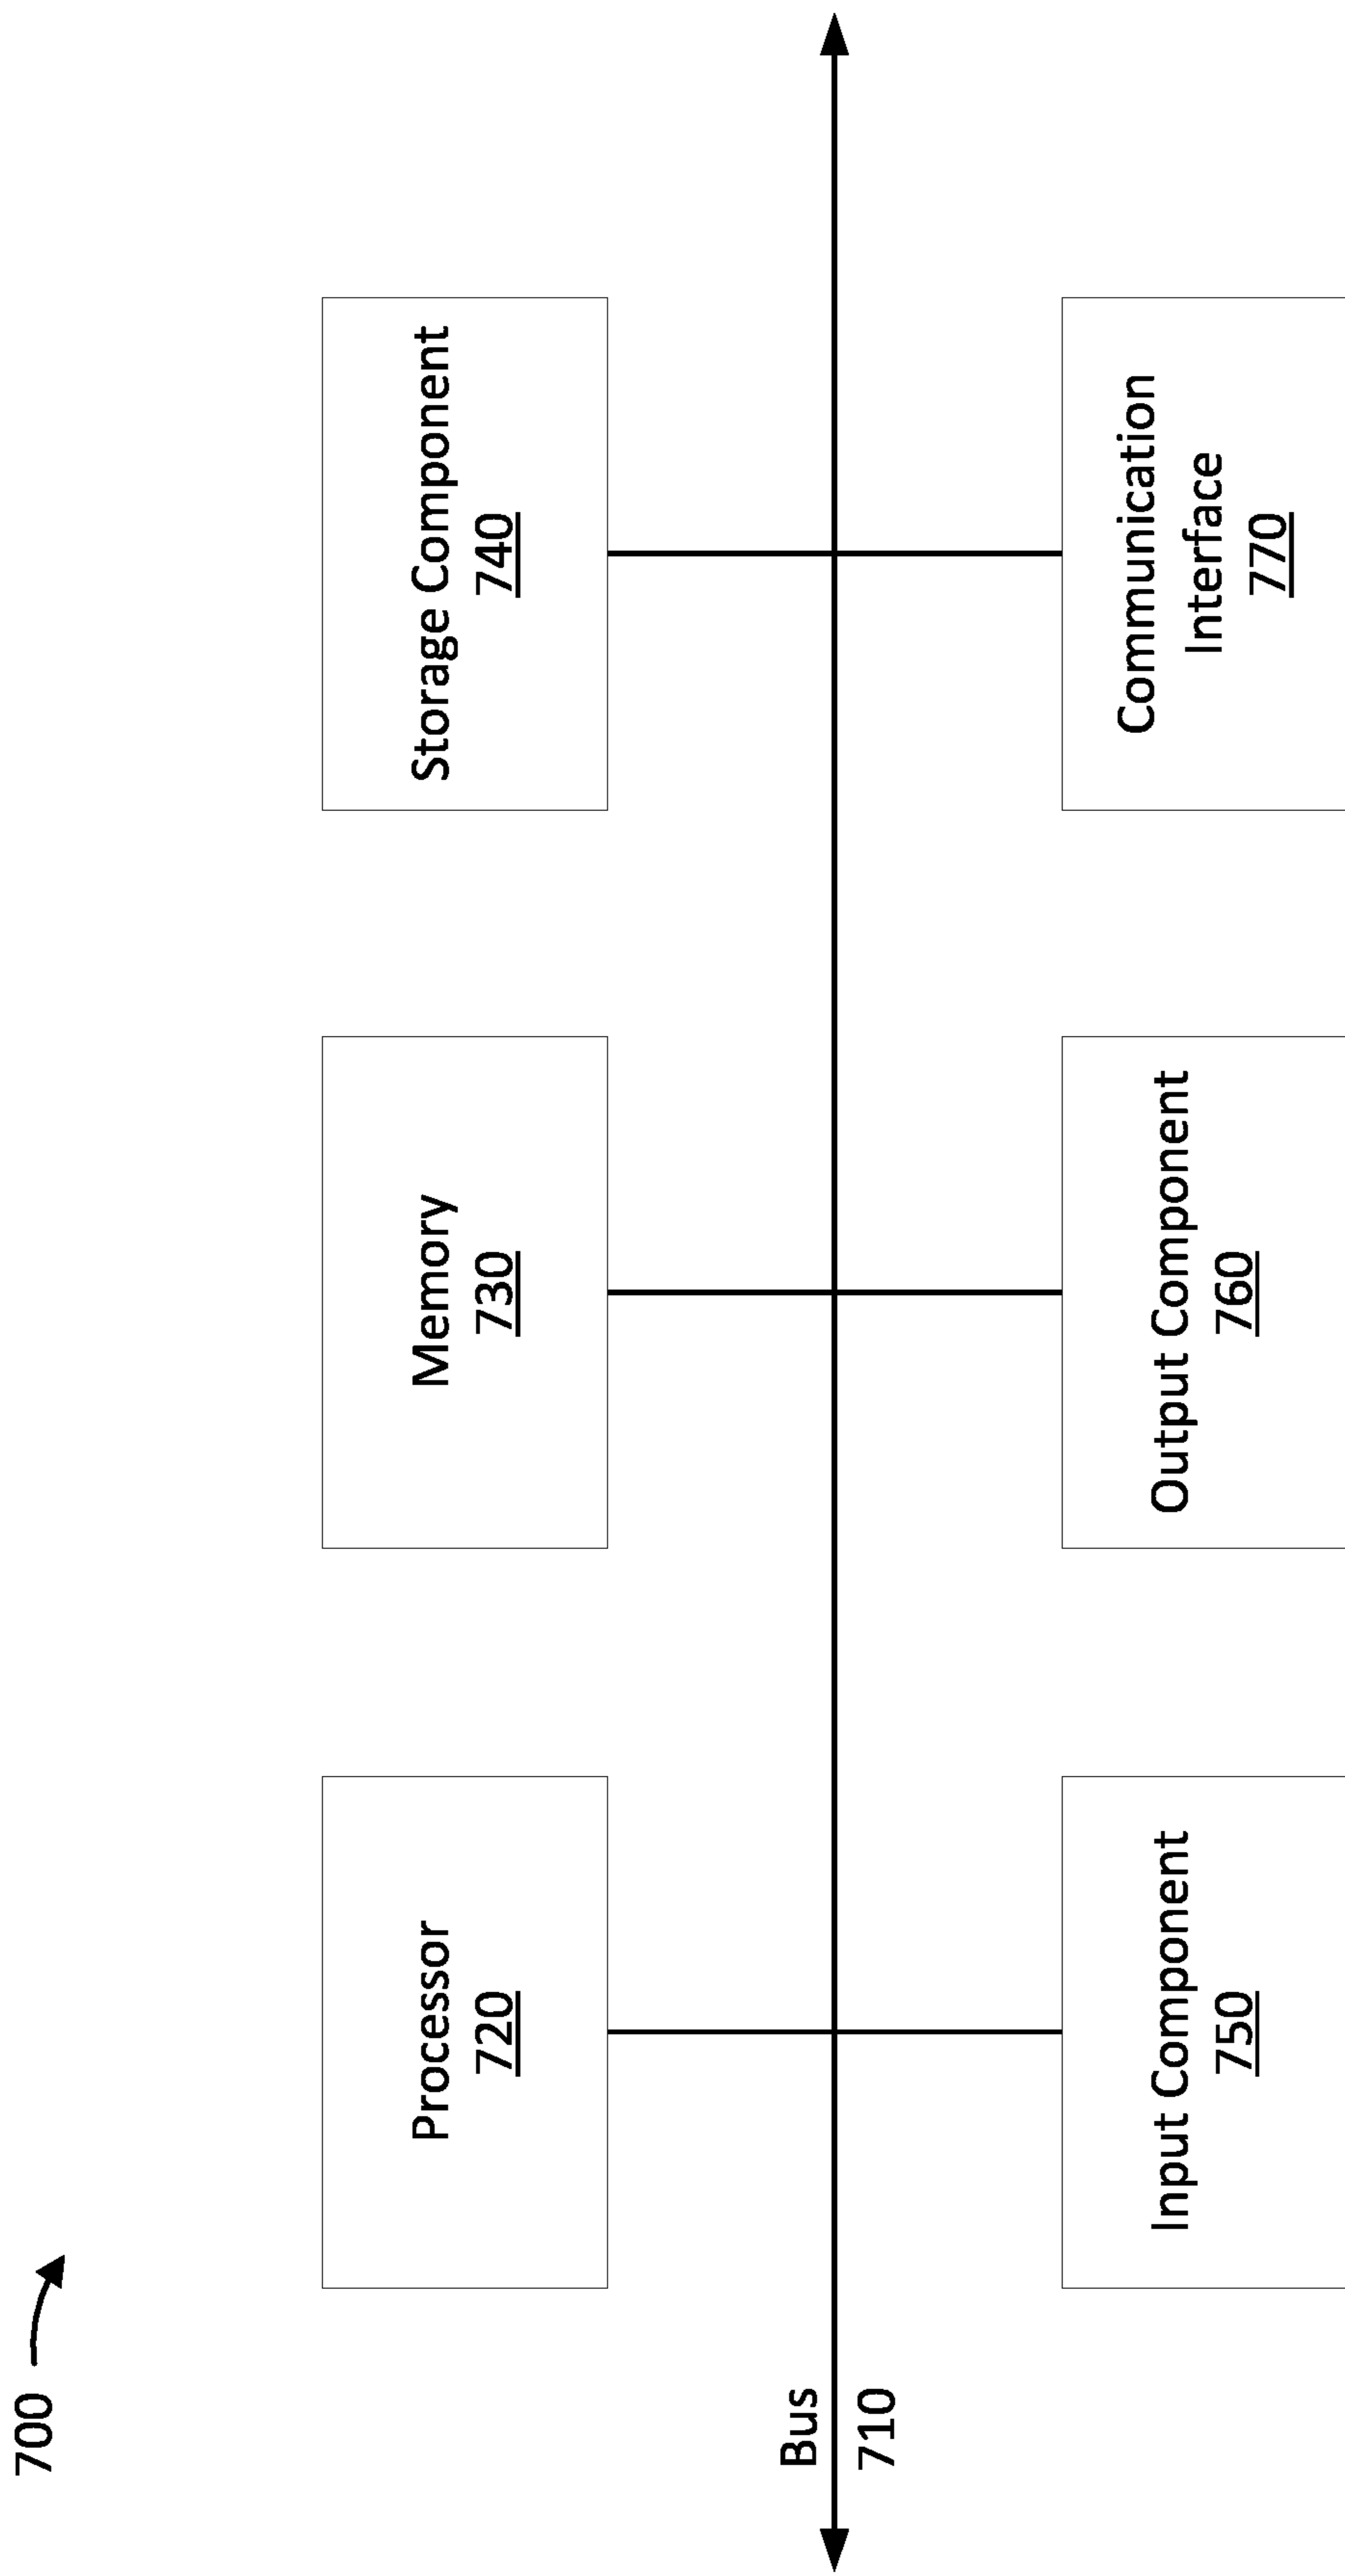 700
Processor
720
Memory
730
Storage Component
740
Bus
710
Input Component
750
Output Component
760
Communication
Interface
770